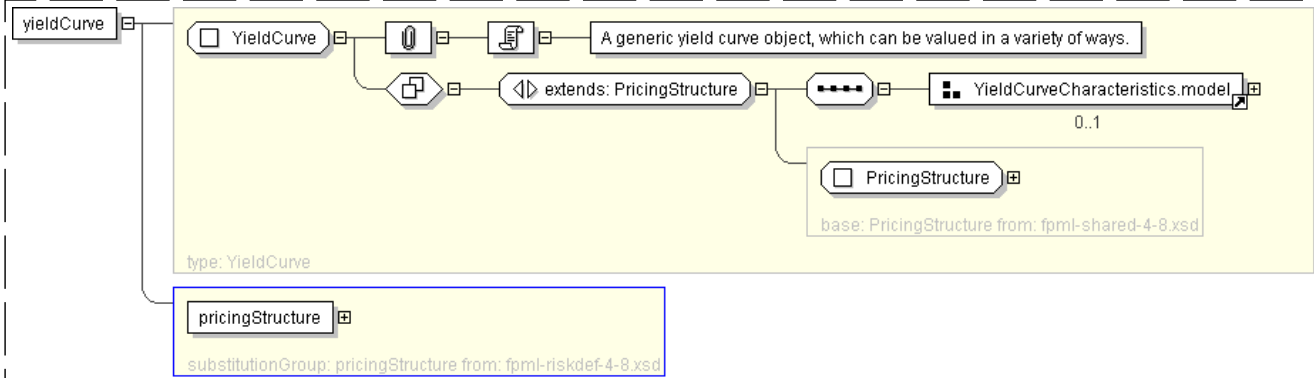 yieldCurve
YieldCurve
A generic yield curve object, which can be valued in a variety of ways.
extends: PricingStructure
YieldCurveCharacteristics.model
0..1
PricingStructure
base: PricingStructure from: fpml-shared-4-8.xsd
type: YieldCurve
pricingStructure
substitutionGroup: pricingStructure from: fpml-riskdef-4-8.xsd